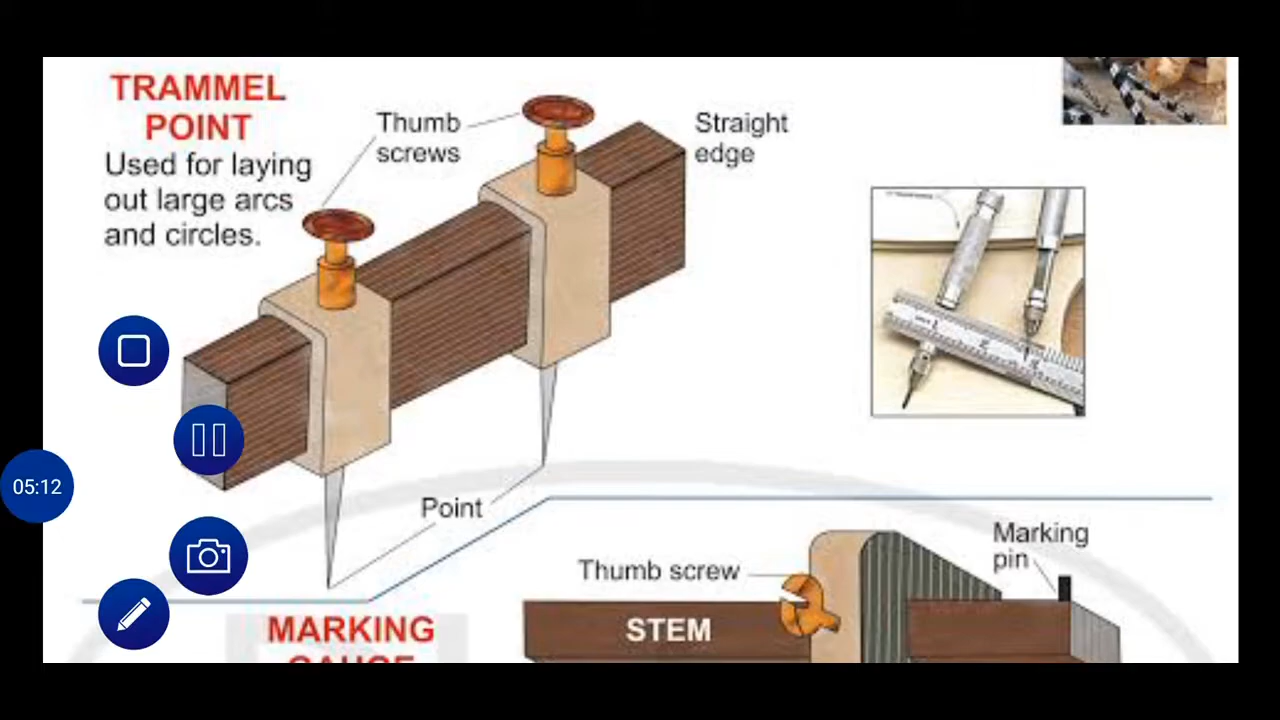 TRAMMEL
POINT
Used for laying
out large arcs
and circles.
Thumb
screws
Straight
edge
05:12
Point
Marking
pin
Thumb screw
STEM
MARKING
GAUGE